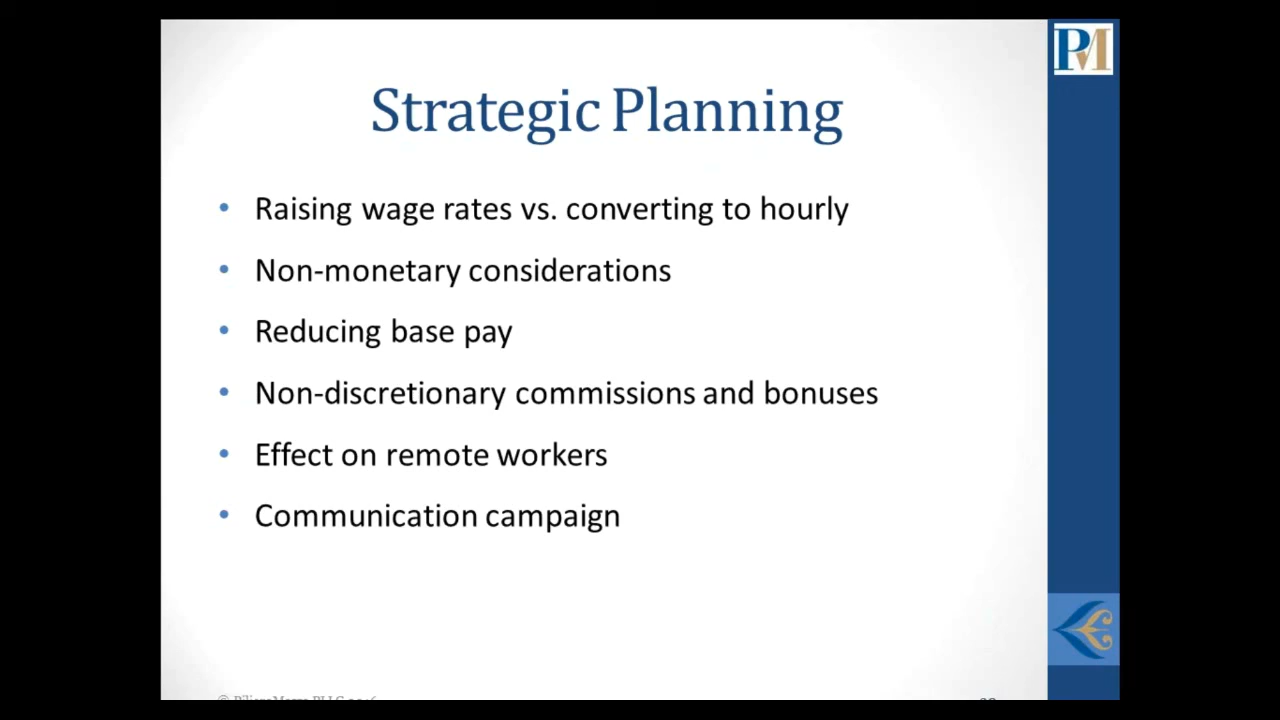 PM
Strategic Planning
• Raising wage rates vs. converting to hourly
• Non-monetary considerations
• Reducing base pay
• Non-discretionary commissions and bonuses
• Effect on remote workers
• Communication campaign